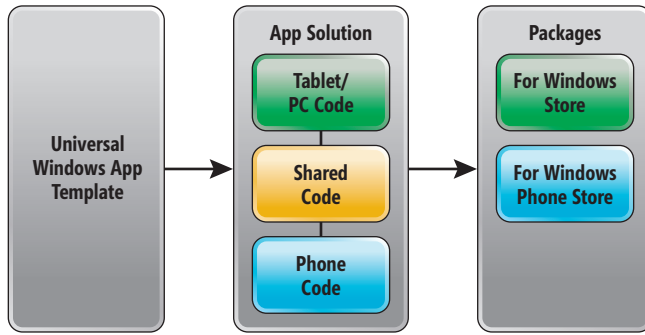 Universal
Windows App
Template
App Solution
Tablet/
PC Code
Shared
Code
Phone
Code
Packages
For Windows
Store
For Windows
Phone Store